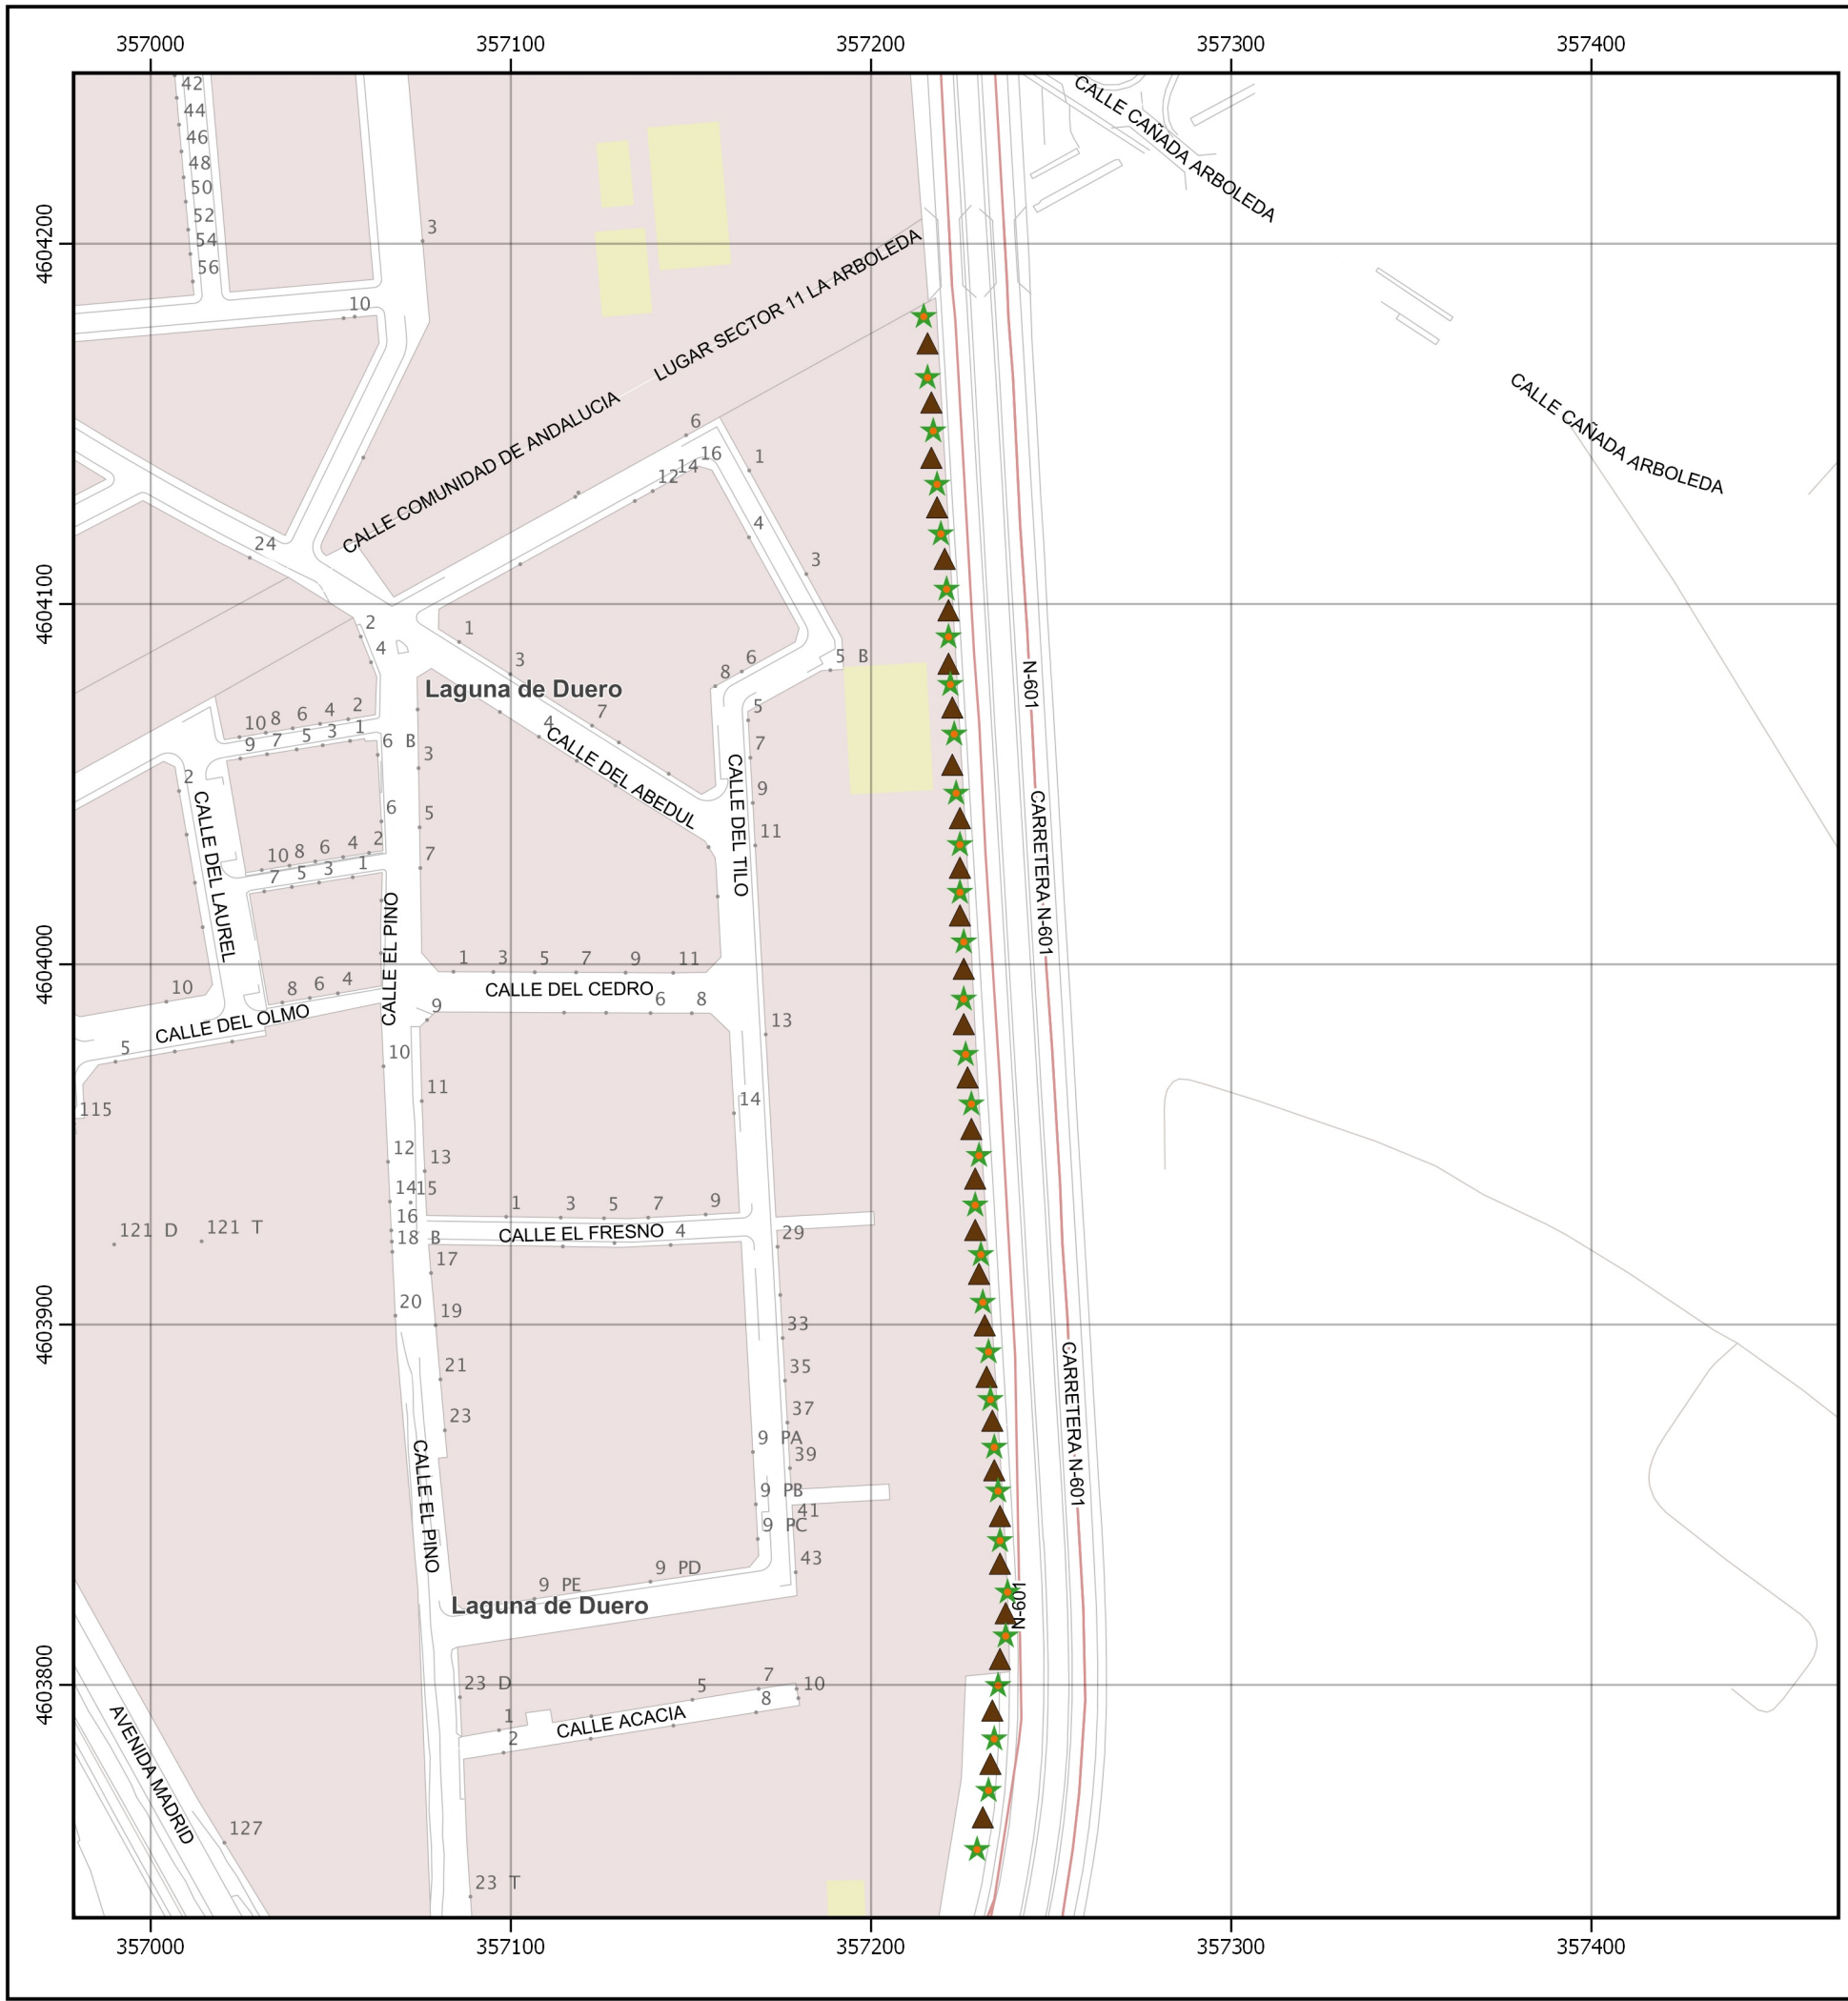 357000 357100 357200 357300 357400
42
44
46
48
50
52
54
56
3
10
CALLE CAÑADA ARBOLEDA
4604200
LUGAR SECTOR 11 LA ARBOLEDA
CALLE COMUNIDAD DE ANDALUCIA
CALLE CAÑADA ARBOLEDA
6
16
14
12
1
4
3
24
4604100
2
4
1
3
6
8
5 B
Laguna de Duero
N-601
10 8 6 4 2
9 7 5 3 1
6 B
3
4
7
5
7
2
CALLE DEL ABEDUL
CALLE DEL TILO
CARRETERA N-601
9
11
6
5
7
CALLE DEL LAUREL
10 8 6 4 2
7 5 3 1
CALLE EL PINO
4604000
1 3 5 7 9 11
CALLE DEL CEDRO
6 8
9
10
8 6 4
CALLE DEL OLMO
5
13
10
11
115
14
12
13
14
15
16
18 B
1 3 5 7 9
CALLE EL FRESNO
4
29
121 D
121 T
17
20
19
33
4603900
21
35
CARRETERA N-601
23
37
9 PA
39
CALLE EL PINO
9 PB
41
9 PC
43
9 PD
9 PE
Laguna de Duero
N-601
4603800
23 D
5
7
10
8
1
2
CALLE ACACIA
AVENIDA MADRID
127
23 T
357000 357100 357200 357300 357400